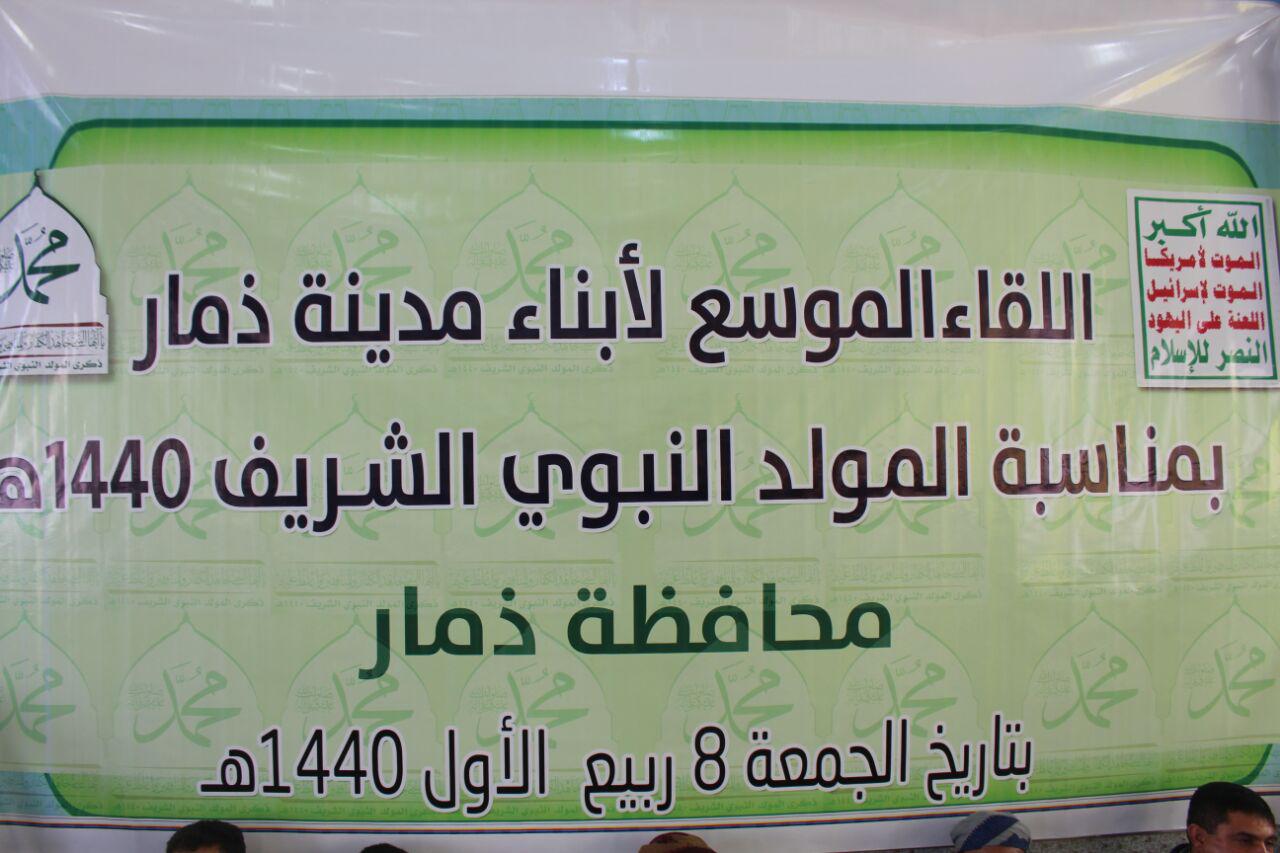 الله أكبر
الموت لأمريكا
الموت لإسرائيل
اللعنة على اليهود
النصر للإسلام
محمد
ذكرى المولد النبوي
اللقاء الموسع لأبناء مدينة ذمار
بمناسبة المولد النبوي الشريف 1440هـ
محافظة ذمار
بتاريخ الجمعة 8 ربيع الأول 1440هـ